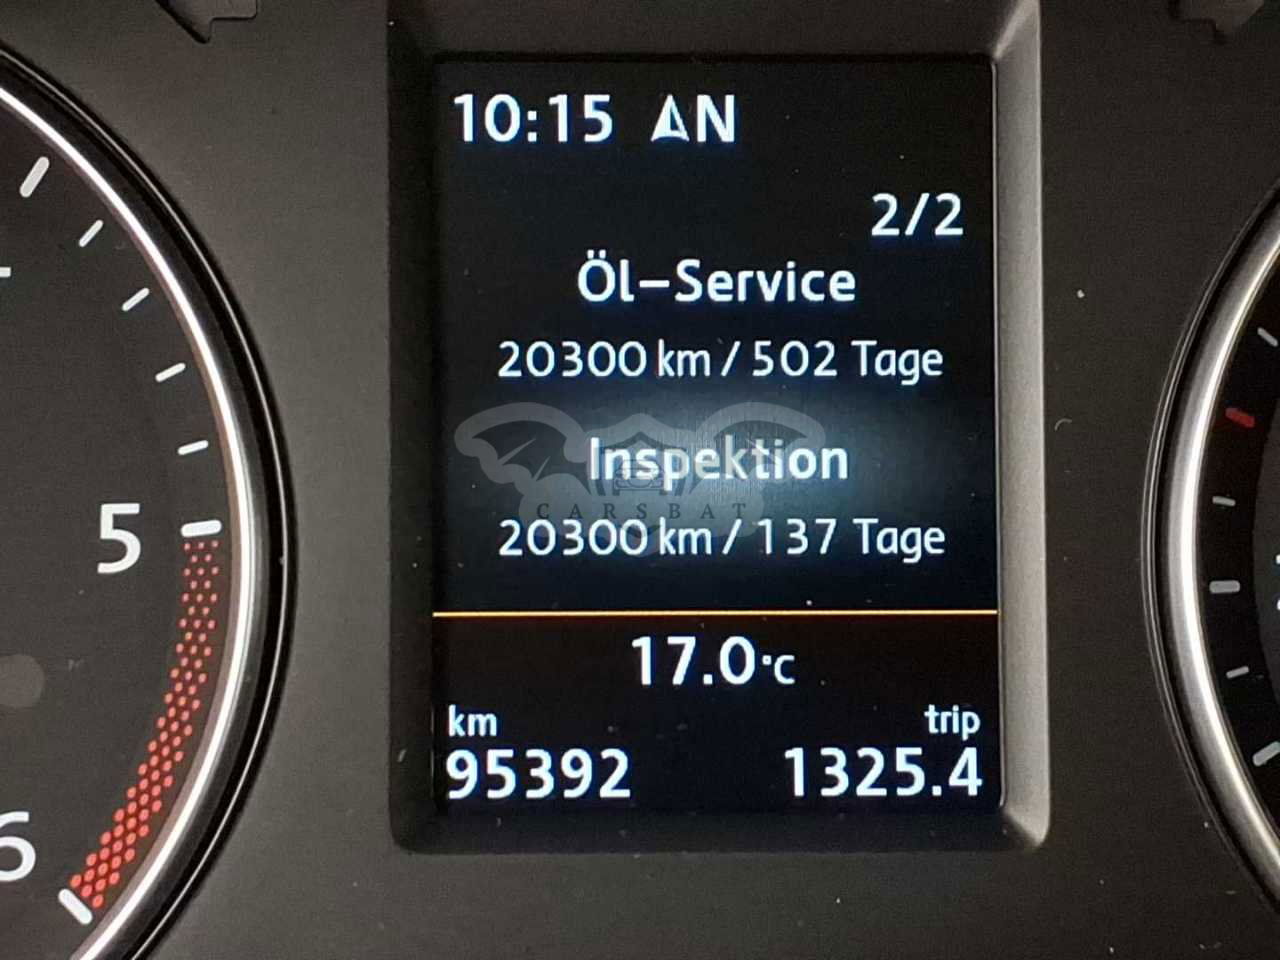 10:15 N
2/2
Öl-Service
20300 km / 502 Tage
Inspektion
CARSBAT
20300 km / 137 Tage
17.0°C
km trip
95392 1325.4
5
6